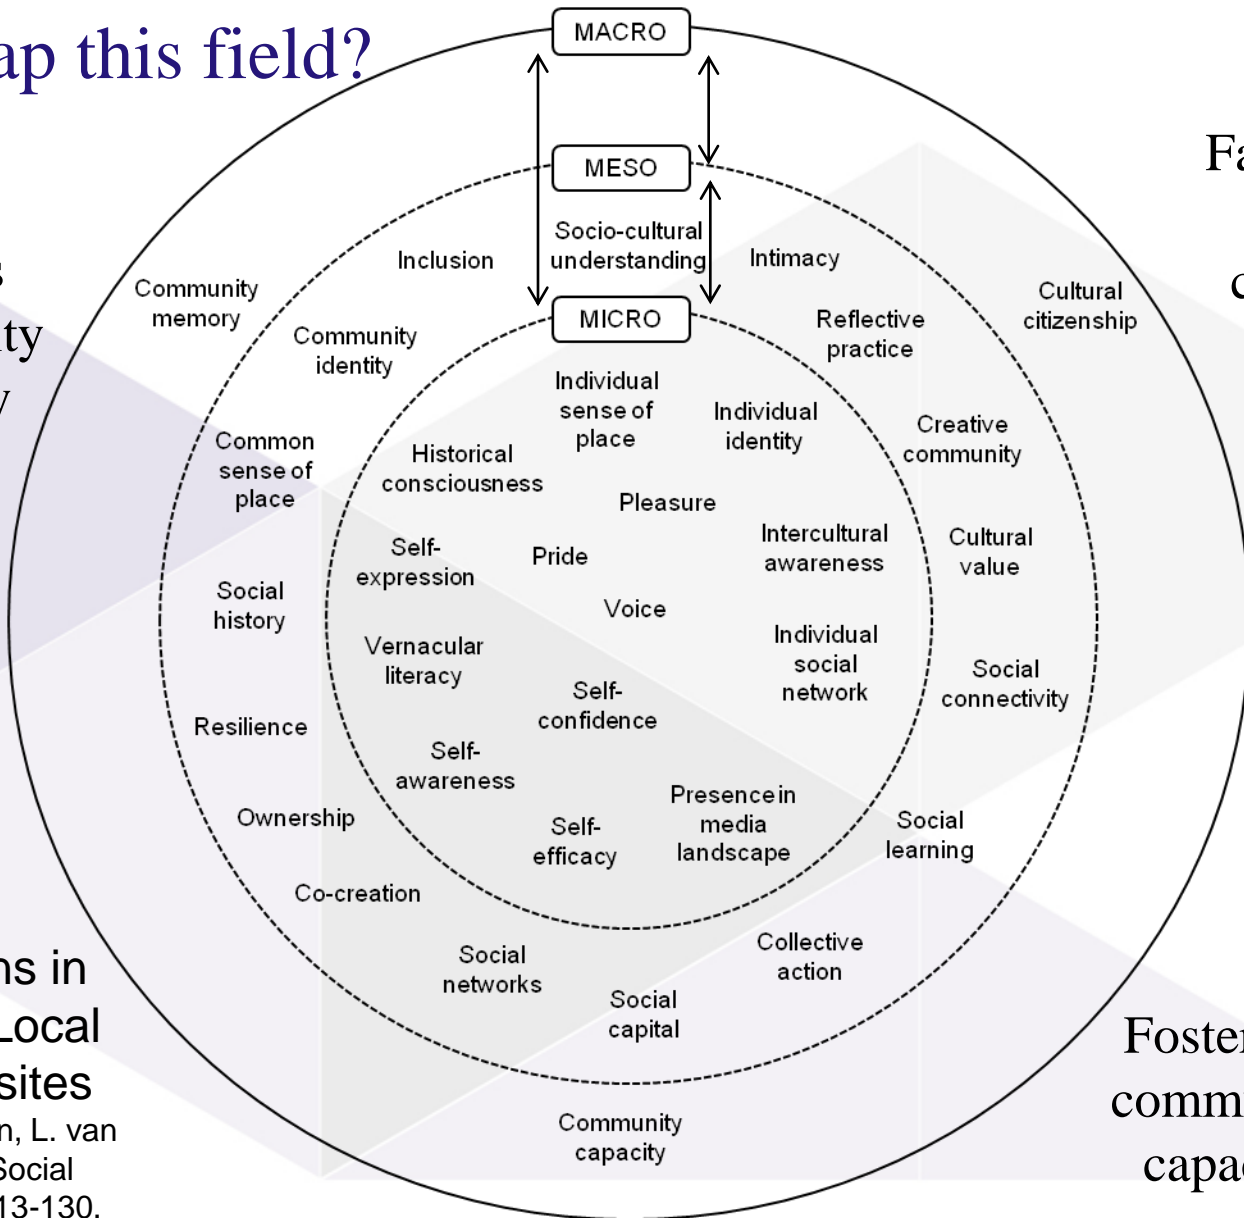 ap this field?
MACRO
MESO
Socio-cultural
understanding
Inclusion
Intimacy
Community
memory
Cultural
citizenship
Community
identity
MICRO
Reflective
practice
Individual
sense of
place
Individual
identity
Common
sense of
place
Historical
consciousness
Creative
community
Pleasure
Self-
expression
Pride
Intercultural
awareness
Cultural
value
Social
history
Voice
Vernacular
literacy
Individual
social
network
Social
connectivity
Self-
confidence
Resilience
Self-
awareness
Ownership
Self-
efficacy
Presence in
media
landscape
Social
learning
Co-creation
Social
networks
Collective
action
Social
capital
Community
capacity
Fa
c
s
ity
y
ns in
Local
sites
n, L. van
Social
13-130.
Foster
comm
capac